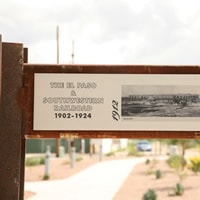 THE EL PASO
&
SOUTHWESTERN
RAILROAD
1902-1924
1912